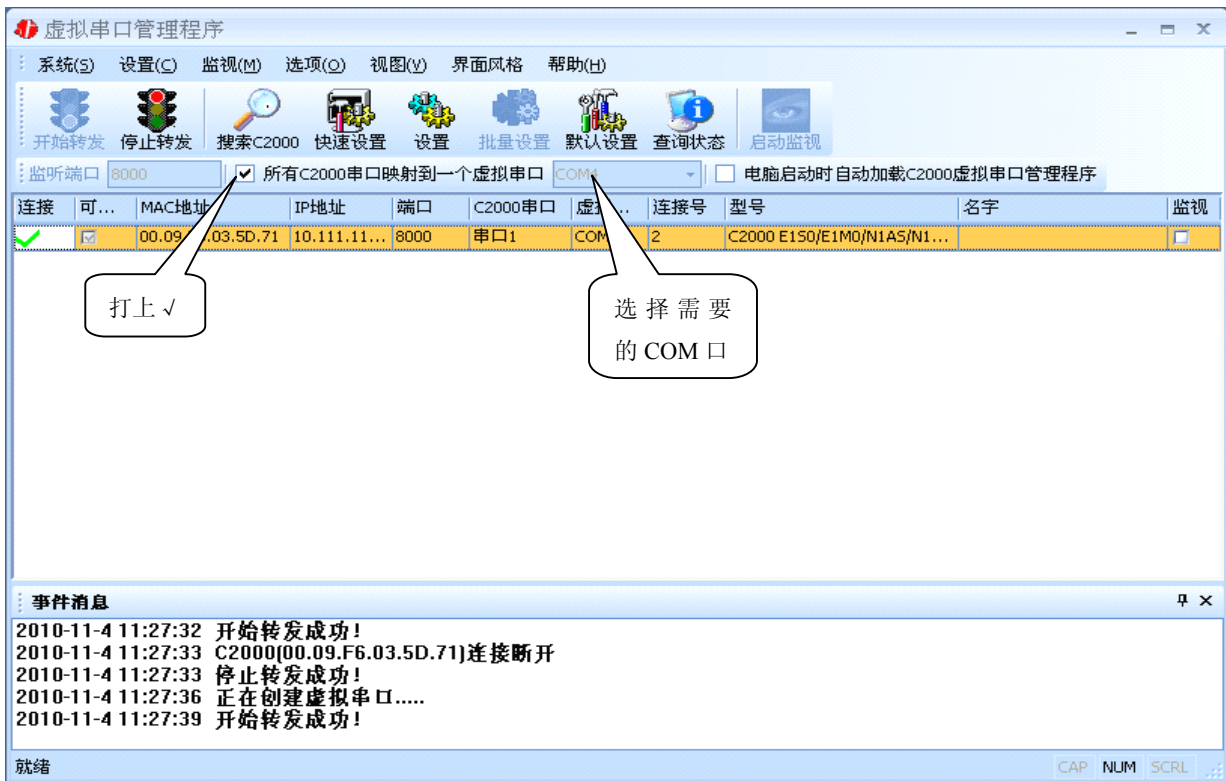 虚拟串口管理程序
系统(S) 设置(C) 监视(M) 选项(O) 视图(V) 界面风格 帮助(H)
开始转发 停止转发 搜索C2000 快速设置 设置 批量设置 默认设置 查询状态 启动监视
监听端口 8000 所有C2000串口映射到一个虚拟串口 COM4 电脑启动时自动加载C2000虚拟串口管理程序
连接 可... MAC地址 IP地址 端口 C2000串口 虚拟... 连接号 型号 名字 监视
00.09 .03.5D.71 10.111.11... 8000 串口1 COM 2 C2000 E1S0/E1M0/N1AS/N1...
打上√
选择需要
的 COM 口
事件消息
2010-11-4 11:27:32 开始转发成功!
2010-11-4 11:27:33 C2000(00.09.F6.03.5D.71)连接断开
2010-11-4 11:27:33 停止转发成功!
2010-11-4 11:27:36 正在创建虚拟串口.....
2010-11-4 11:27:39 开始转发成功!
就绪 CAP NUM SCRL